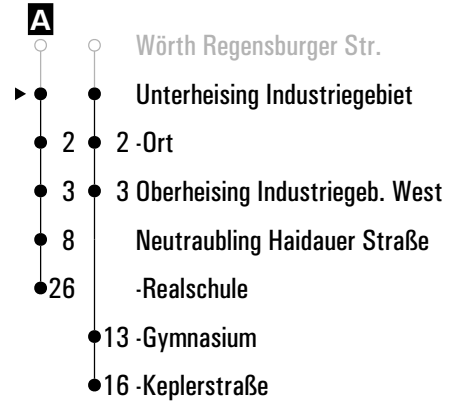 A
Wörth Regensburger Str.
Unterheising Industriegebiet
2 2 -Ort
3 3 Oberheising Industriegeb. West
8 Neutraubling Haidauer Straße
26 -Realschule
13 -Gymnasium
16 -Keplerstraße